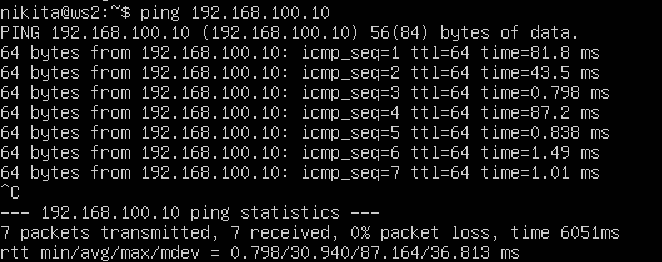 nikita@ws2:~$ ping 192.168.100.10
PING 192.168.100.10 (192.168.100.10) 56(84) bytes of data.
64 bytes from 192.168.100.10: icmp_seq=1 ttl=64 time=81.8 ms
64 bytes from 192.168.100.10: icmp_seq=2 ttl=64 time=43.5 ms
64 bytes from 192.168.100.10: icmp_seq=3 ttl=64 time=0.798 ms
64 bytes from 192.168.100.10: icmp_seq=4 ttl=64 time=87.2 ms
64 bytes from 192.168.100.10: icmp_seq=5 ttl=64 time=0.838 ms
64 bytes from 192.168.100.10: icmp_seq=6 ttl=64 time=1.49 ms
64 bytes from 192.168.100.10: icmp_seq=7 ttl=64 time=1.01 ms
^C
--- 192.168.100.10 ping statistics ---
7 packets transmitted, 7 received, 0% packet loss, time 6051ms
rtt min/avg/max/mdev = 0.798/30.940/87.164/36.813 ms